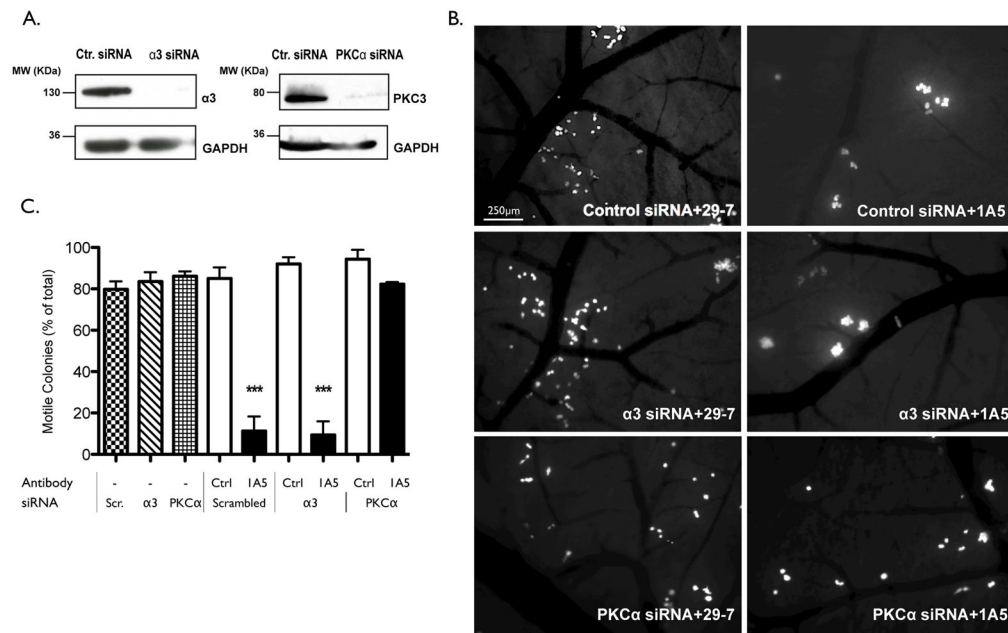 A.
Ctr. siRNA α3 siRNA
MW (KDa)
130
α3
36
GAPDH
Ctr. siRNA PKCα siRNA
MW (KDa)
80
PKC3
36
GAPDH
B.
250µm
Control siRNA+29-7
Control siRNA+1A5
α3 siRNA+29-7
α3 siRNA+1A5
PKCα siRNA+29-7
PKCα siRNA+1A5
C.
Motile Colonies (% of total)
100
80
60
40
20
0
*** ***
Antibody - - - Ctrl 1A5 Ctrl 1A5 Ctrl 1A5
siRNA Scr. α3 PKCα Scrambled α3 PKCα